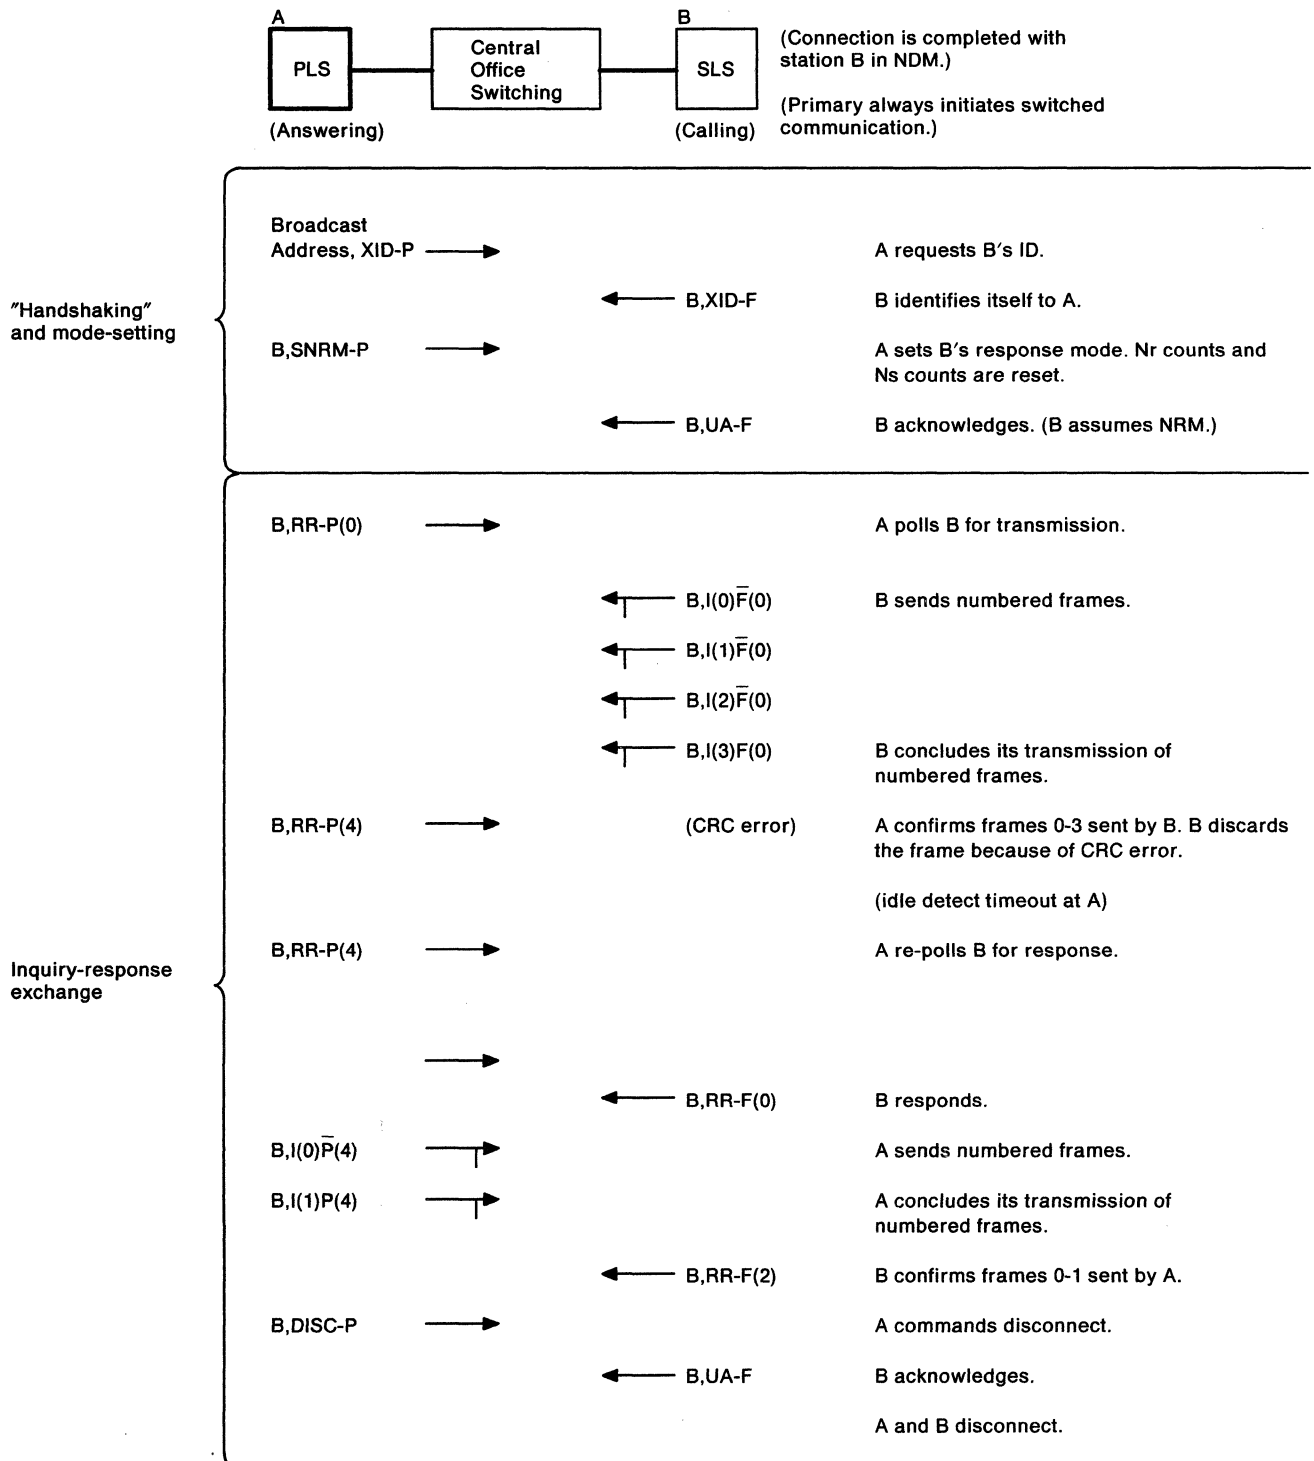 A
B
PLS
Central
Office
Switching
SLS
(Connection is completed with
station B in NDM.)
(Primary always initiates switched
communication.)
(Answering)
(Calling)
"Handshaking"
and mode-setting
Broadcast
Address, XID-P
A requests B's ID.
B,XID-F
B identifies itself to A.
B,SNRM-P
A sets B's response mode. Nr counts and
Ns counts are reset.
B,UA-F
B acknowledges. (B assumes NRM.)
Inquiry-response
exchange
B,RR-P(0)
A polls B for transmission.
B,I(0)F̅(0)
B sends numbered frames.
B,I(1)F̅(0)
B,I(2)F̅(0)
B,I(3)F(0)
B concludes its transmission of
numbered frames.
B,RR-P(4)
(CRC error)
A confirms frames 0-3 sent by B. B discards
the frame because of CRC error.
(idle detect timeout at A)
B,RR-P(4)
A re-polls B for response.
B,RR-F(0)
B responds.
B,I(0)P̅(4)
A sends numbered frames.
B,I(1)P(4)
A concludes its transmission of
numbered frames.
B,RR-F(2)
B confirms frames 0-1 sent by A.
B,DISC-P
A commands disconnect.
B,UA-F
B acknowledges.
A and B disconnect.